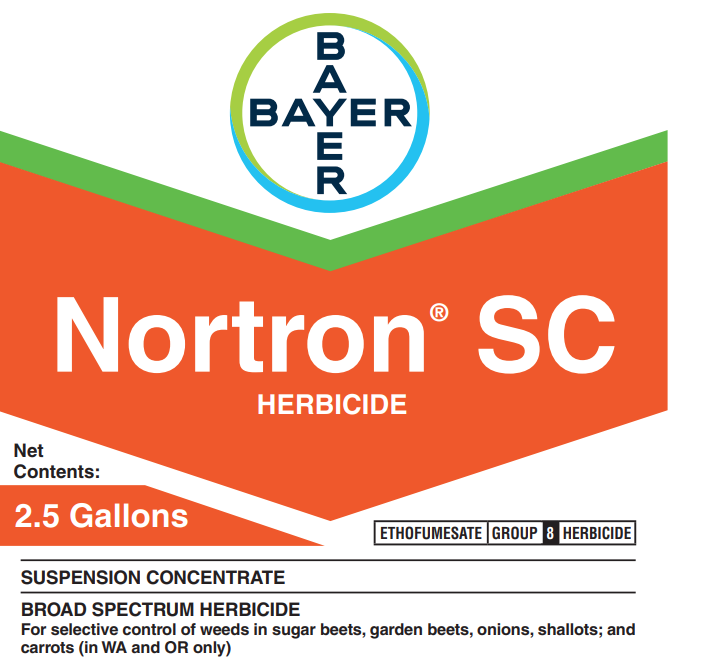 BAYER
BAYER
Nortron® SC
HERBICIDE
Net
Contents:
2.5 Gallons
ETHOFUMESATE GROUP 8 HERBICIDE
SUSPENSION CONCENTRATE
BROAD SPECTRUM HERBICIDE
For selective control of weeds in sugar beets, garden beets, onions, shallots; and
carrots (in WA and OR only)